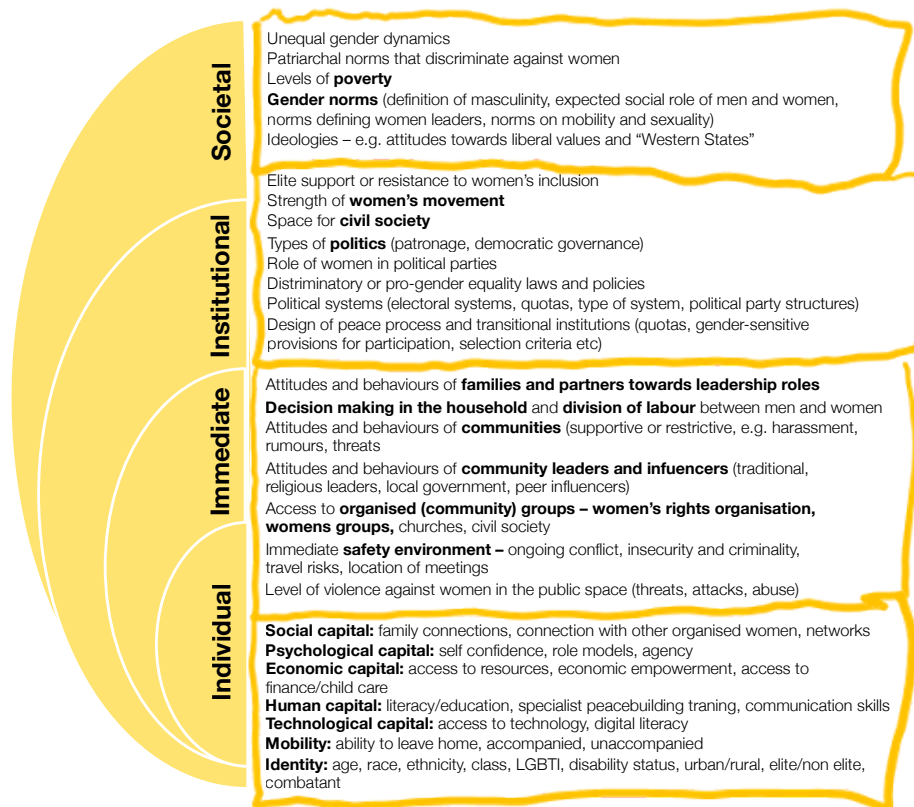 Societal
Unequal gender dynamics
Patriarchal norms that discriminate against women
Levels of poverty
Gender norms (definition of masculinity, expected social role of men and women,
norms defining women leaders, norms on mobility and sexuality)
Ideologies – e.g. attitudes towards liberal values and “Western States”
Institutional
Elite support or resistance to women’s inclusion
Strength of women’s movement
Space for civil society
Types of politics (patronage, democratic governance)
Role of women in political parties
Distriminatory or pro-gender equality laws and policies
Political systems (electoral systems, quotas, type of system, political party structures)
Design of peace process and transitional institutions (quotas, gender-sensitive
provisions for participation, selection criteria etc)
Immediate
Attitudes and behaviours of families and partners towards leadership roles
Decision making in the household and division of labour between men and women
Attitudes and behaviours of communities (supportive or restrictive, e.g. harassment,
rumours, threats
Attitudes and behaviours of community leaders and infuencers (traditional,
religious leaders, local government, peer influencers)
Access to organised (community) groups – women’s rights organisation,
womens groups, churches, civil society
Immediate safety environment – ongoing conflict, insecurity and criminality,
travel risks, location of meetings
Level of violence against women in the public space (threats, attacks, abuse)
Individual
Social capital: family connections, connection with other organised women, networks
Psychological capital: self confidence, role models, agency
Economic capital: access to resources, economic empowerment, access to
finance/child care
Human capital: literacy/education, specialist peacebuilding traning, communication skills
Technological capital: access to technology, digital literacy
Mobility: ability to leave home, accompanied, unaccompanied
Identity: age, race, ethnicity, class, LGBTI, disability status, urban/rural, elite/non elite,
combatant